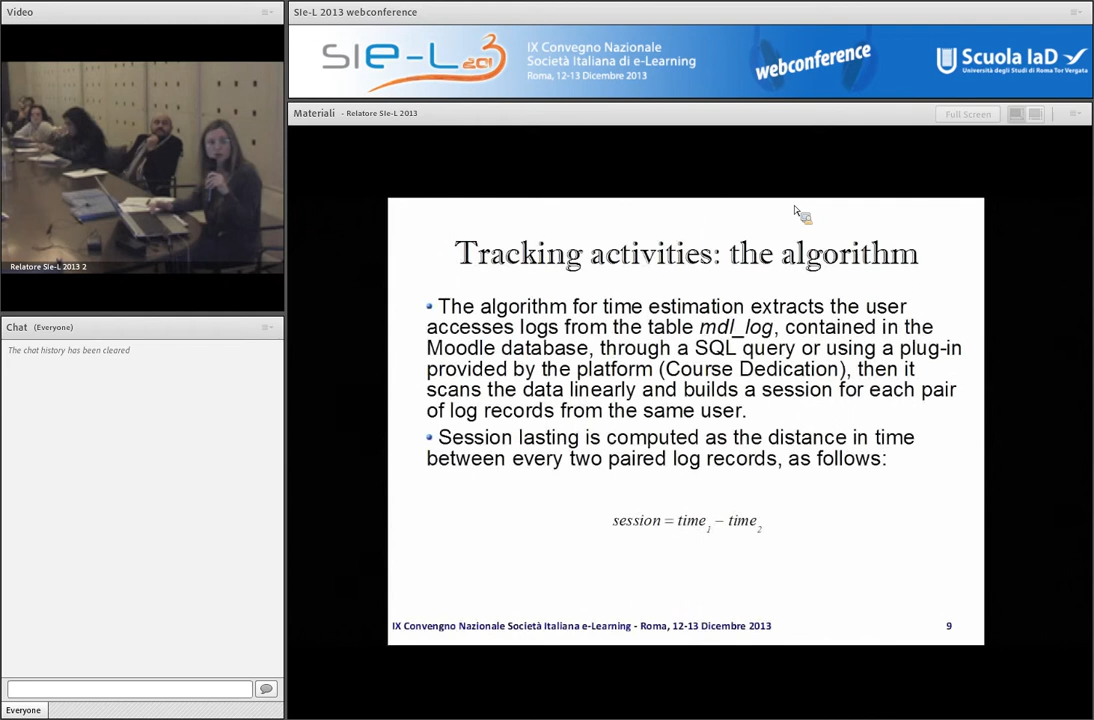 Video
Relatore SIe-L 2013 2
Chat (Everyone)
The chat history has been cleared
Everyone
SIe-L 2013 webconference
SIe-L 2013
IX Convegno Nazionale
Società Italiana di e-Learning
Roma, 12-13 Dicembre 2013
webconference
Scuola IaD
Università degli Studi di Roma Tor Vergata
Materiali - Relatore SIe-L 2013
Full Screen
Tracking activities: the algorithm
• The algorithm for time estimation extracts the user
accesses logs from the table mdl_log, contained in the
Moodle database, through a SQL query or using a plug-in
provided by the platform (Course Dedication), then it
scans the data linearly and builds a session for each pair
of log records from the same user.
• Session lasting is computed as the distance in time
between every two paired log records, as follows:
session = time1 − time2
IX Convengno Nazionale Società Italiana e-Learning - Roma, 12-13 Dicembre 2013
9